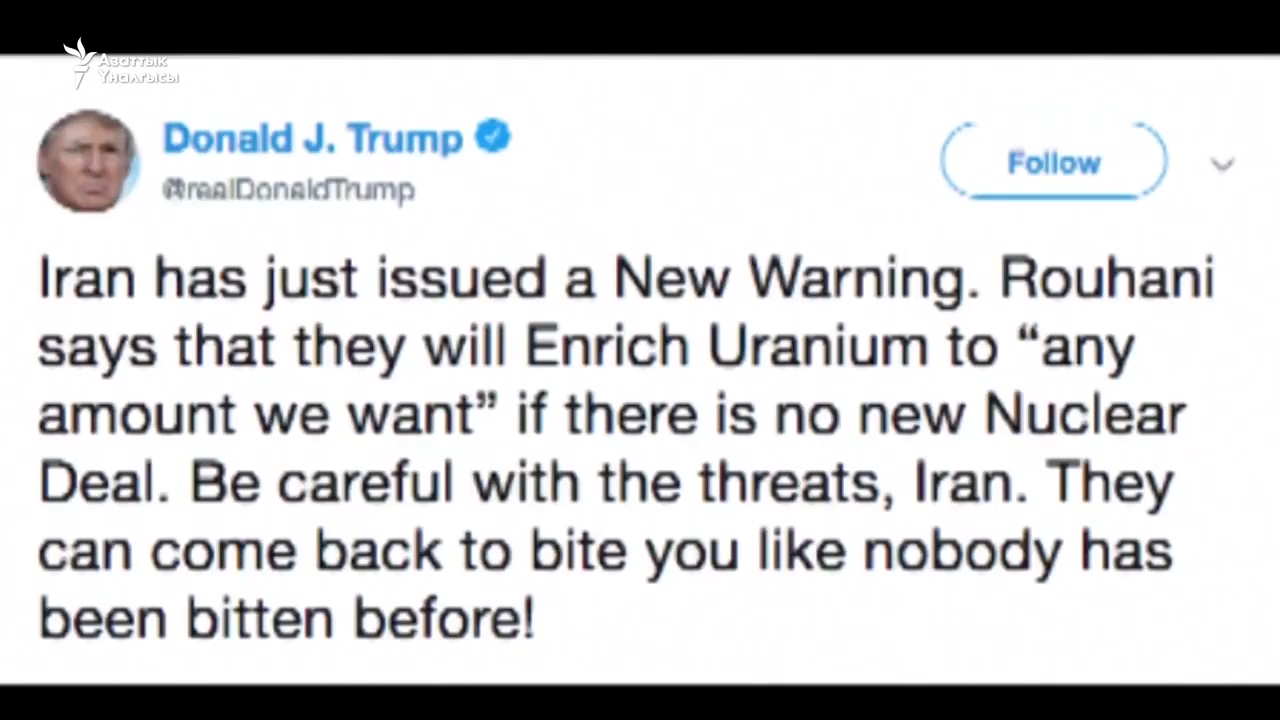 Азаттык
Үналгысы
Donald J. Trump
@realDonaldTrump
Follow
Iran has just issued a New Warning. Rouhani
says that they will Enrich Uranium to “any
amount we want” if there is no new Nuclear
Deal. Be careful with the threats, Iran. They
can come back to bite you like nobody has
been bitten before!